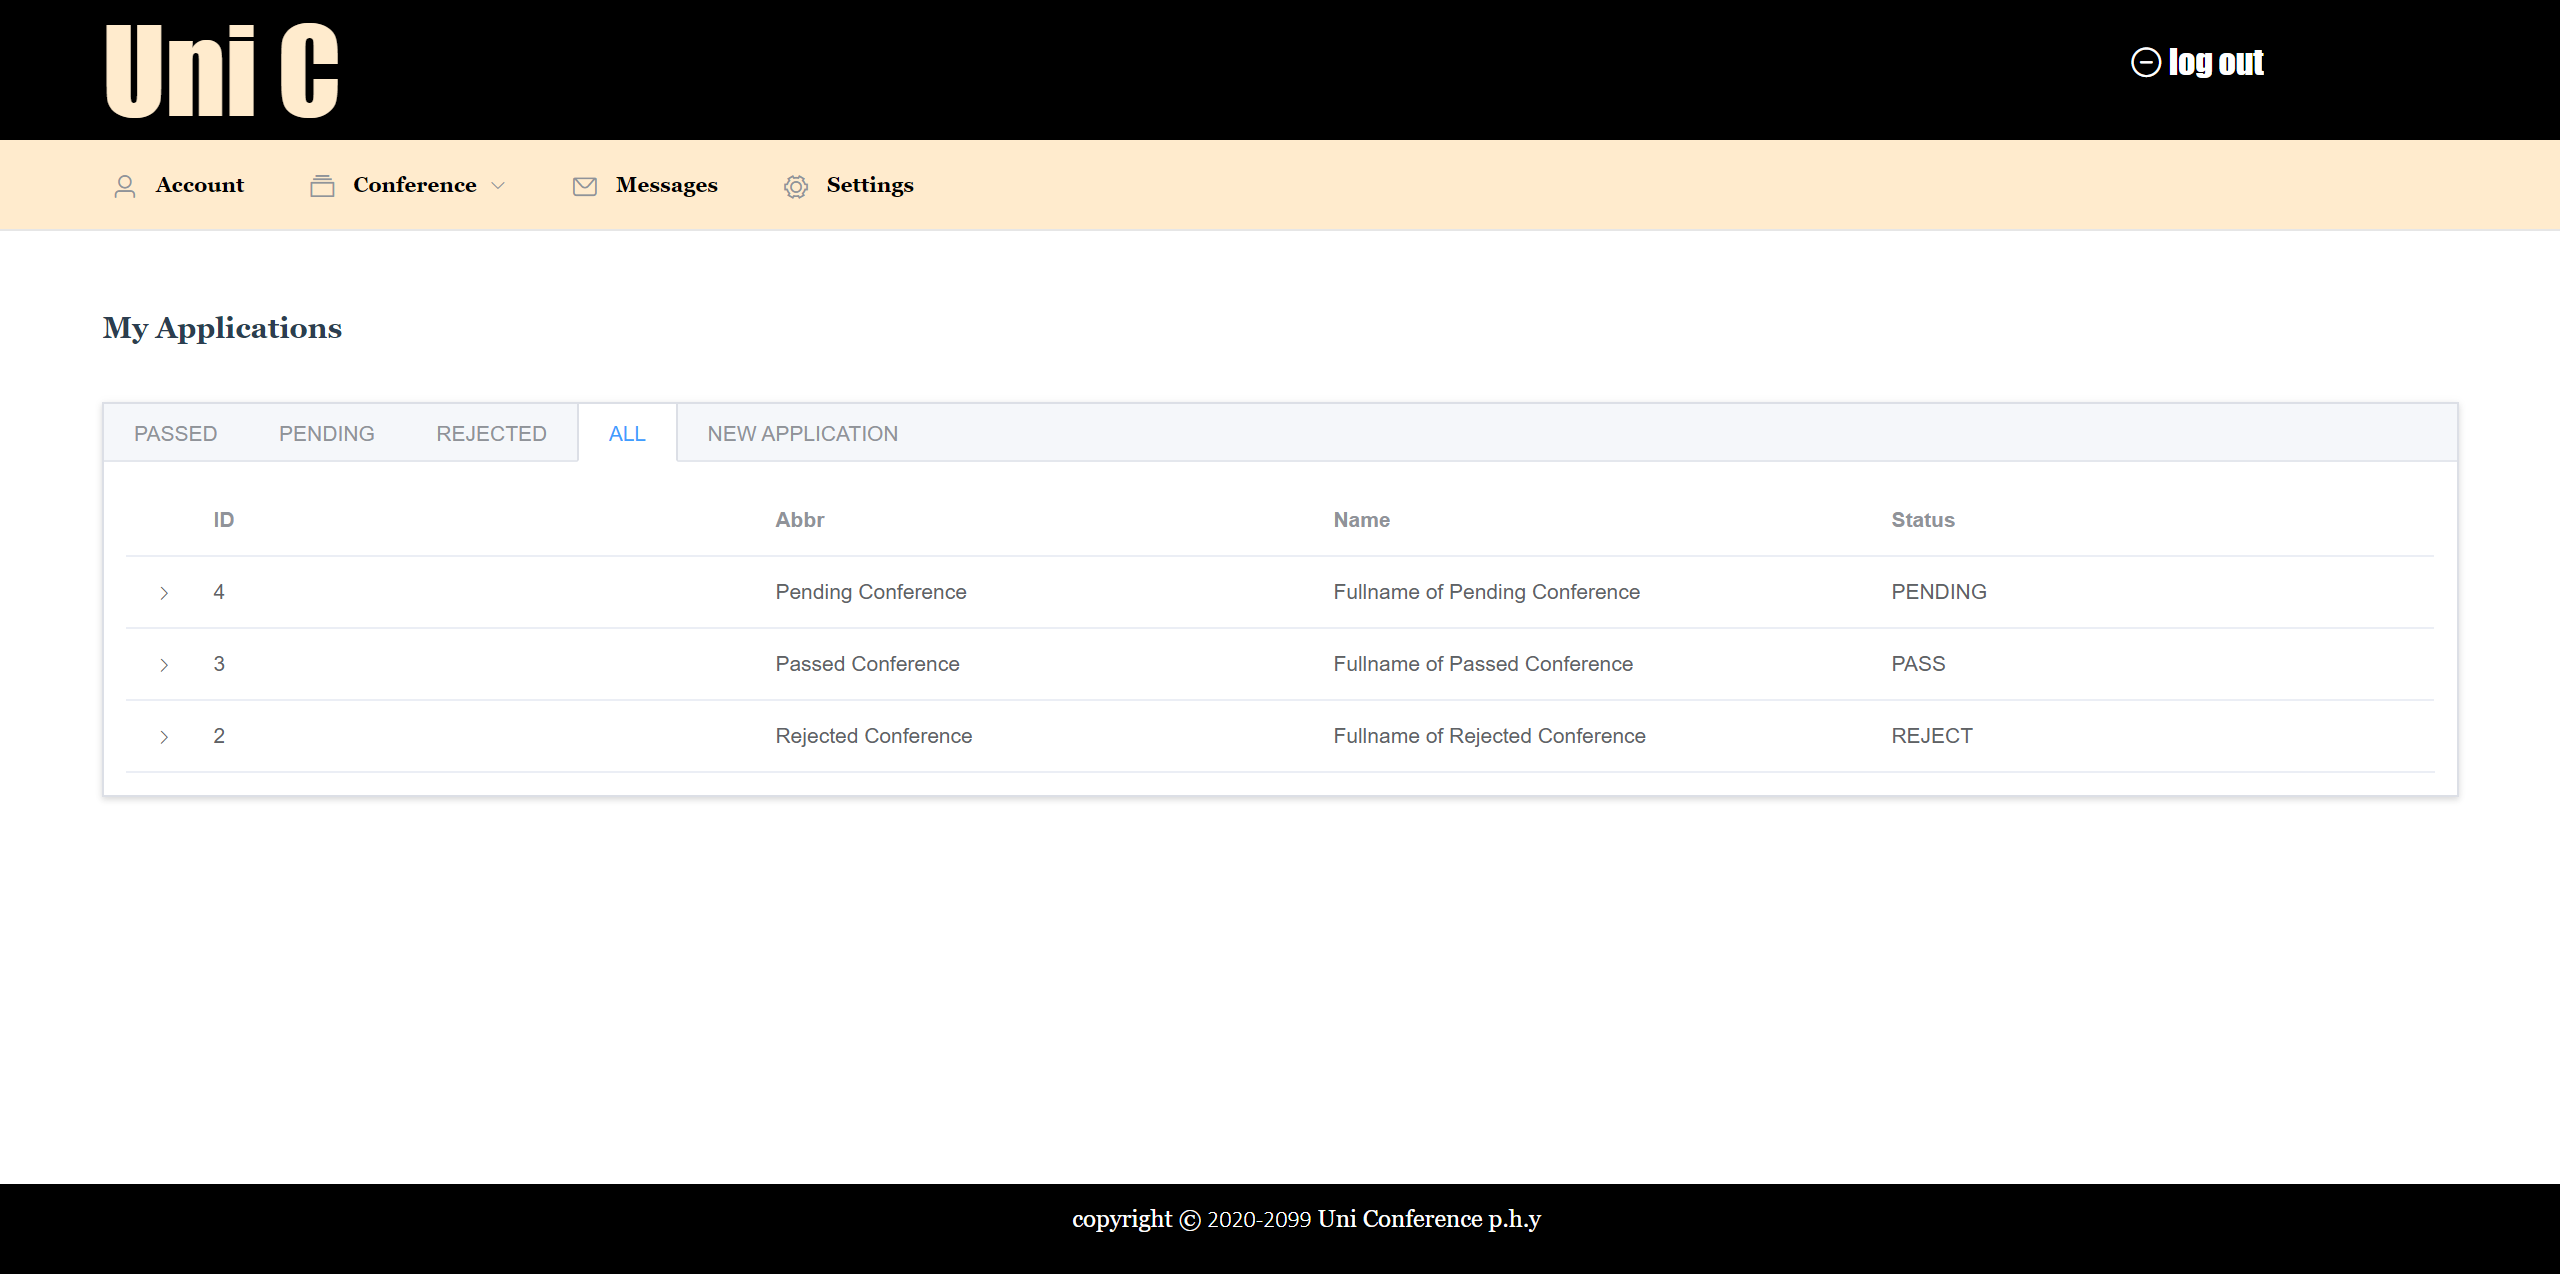 Uni C
log out
Account Conference Messages Settings
My Applications
PASSED PENDING REJECTED ALL NEW APPLICATION
ID Abbr Name Status
4 Pending Conference Fullname of Pending Conference PENDING
3 Passed Conference Fullname of Passed Conference PASS
2 Rejected Conference Fullname of Rejected Conference REJECT
copyright © 2020-2099 Uni Conference p.h.y